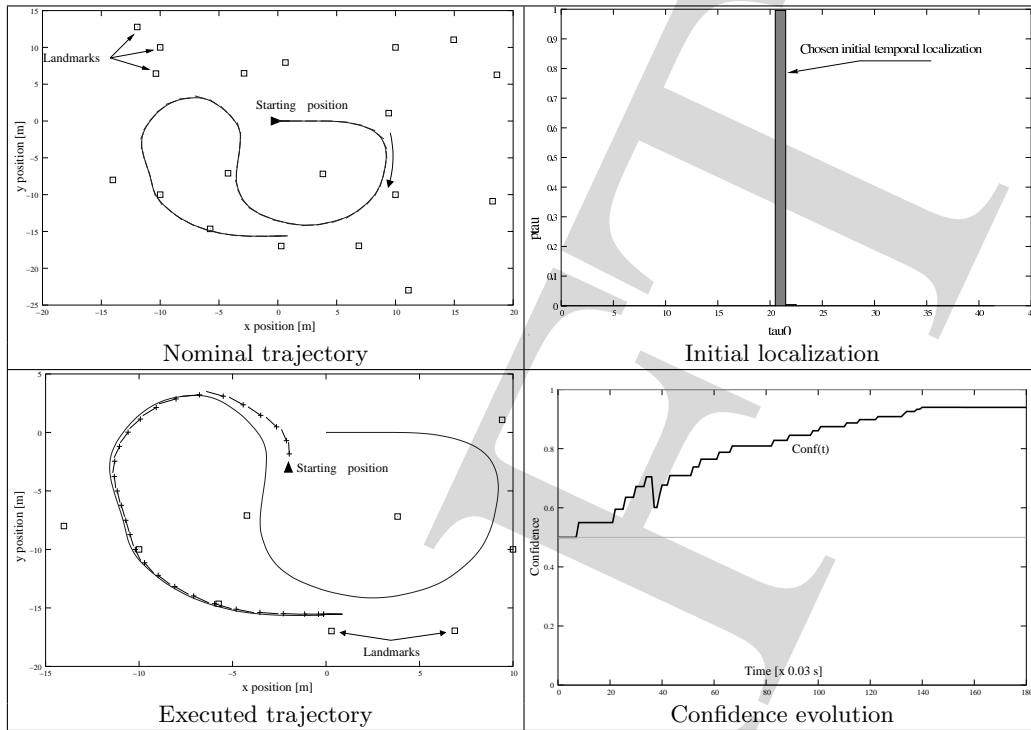 15
10
5
0
−5
−10
−15
−20
−25
−20 −15 −10 −5 0 5 10 15 20
y position [m]
x position [m]
Landmarks
Starting position
Nominal trajectory
1
0.9
0.8
0.7
0.6
0.5
0.4
0.3
0.2
0.1
0
0 5 10 15 20 25 30 35 40 45
ptau
tau0
Chosen initial temporal localization
Initial localization
5
0
−5
−10
−15
−20
−15 −10 −5 0 5 10
y position [m]
x position [m]
Starting position
Landmarks
Executed trajectory
1
0.8
0.6
0.4
0.2
0
0 20 40 60 80 100 120 140 160 180
Confidence
Conf(t)
Time [x 0.03 s]
Confidence evolution